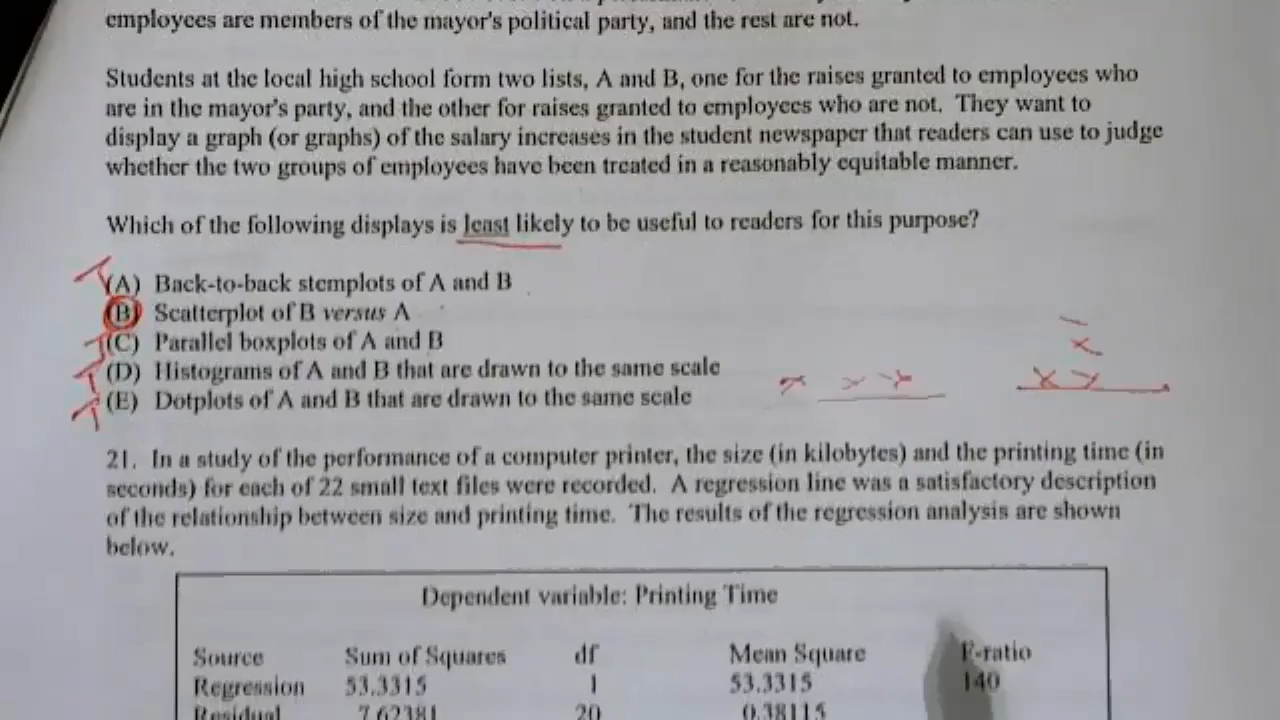 employees are members of the mayor's political party, and the rest are not.
Students at the local high school form two lists, A and B, one for the raises granted to employees who
are in the mayor's party, and the other for raises granted to employees who are not. They want to
display a graph (or graphs) of the salary increases in the student newspaper that readers can use to judge
whether the two groups of employees have been treated in a reasonably equitable manner.
Which of the following displays is least likely to be useful to readers for this purpose?
(A) Back-to-back stemplots of A and B
(B) Scatterplot of B versus A
(C) Parallel boxplots of A and B
(D) Histograms of A and B that are drawn to the same scale
(E) Dotplots of A and B that are drawn to the same scale
21. In a study of the performance of a computer printer, the size (in kilobytes) and the printing time (in
seconds) for each of 22 small text files were recorded. A regression line was a satisfactory description
of the relationship between size and printing time. The results of the regression analysis are shown
below.
Dependent variable: Printing Time
Source Sum of Squares df Mean Square F-ratio
Regression 53.3315 1 53.3315 140
Residual 7.62381 20 0.38115